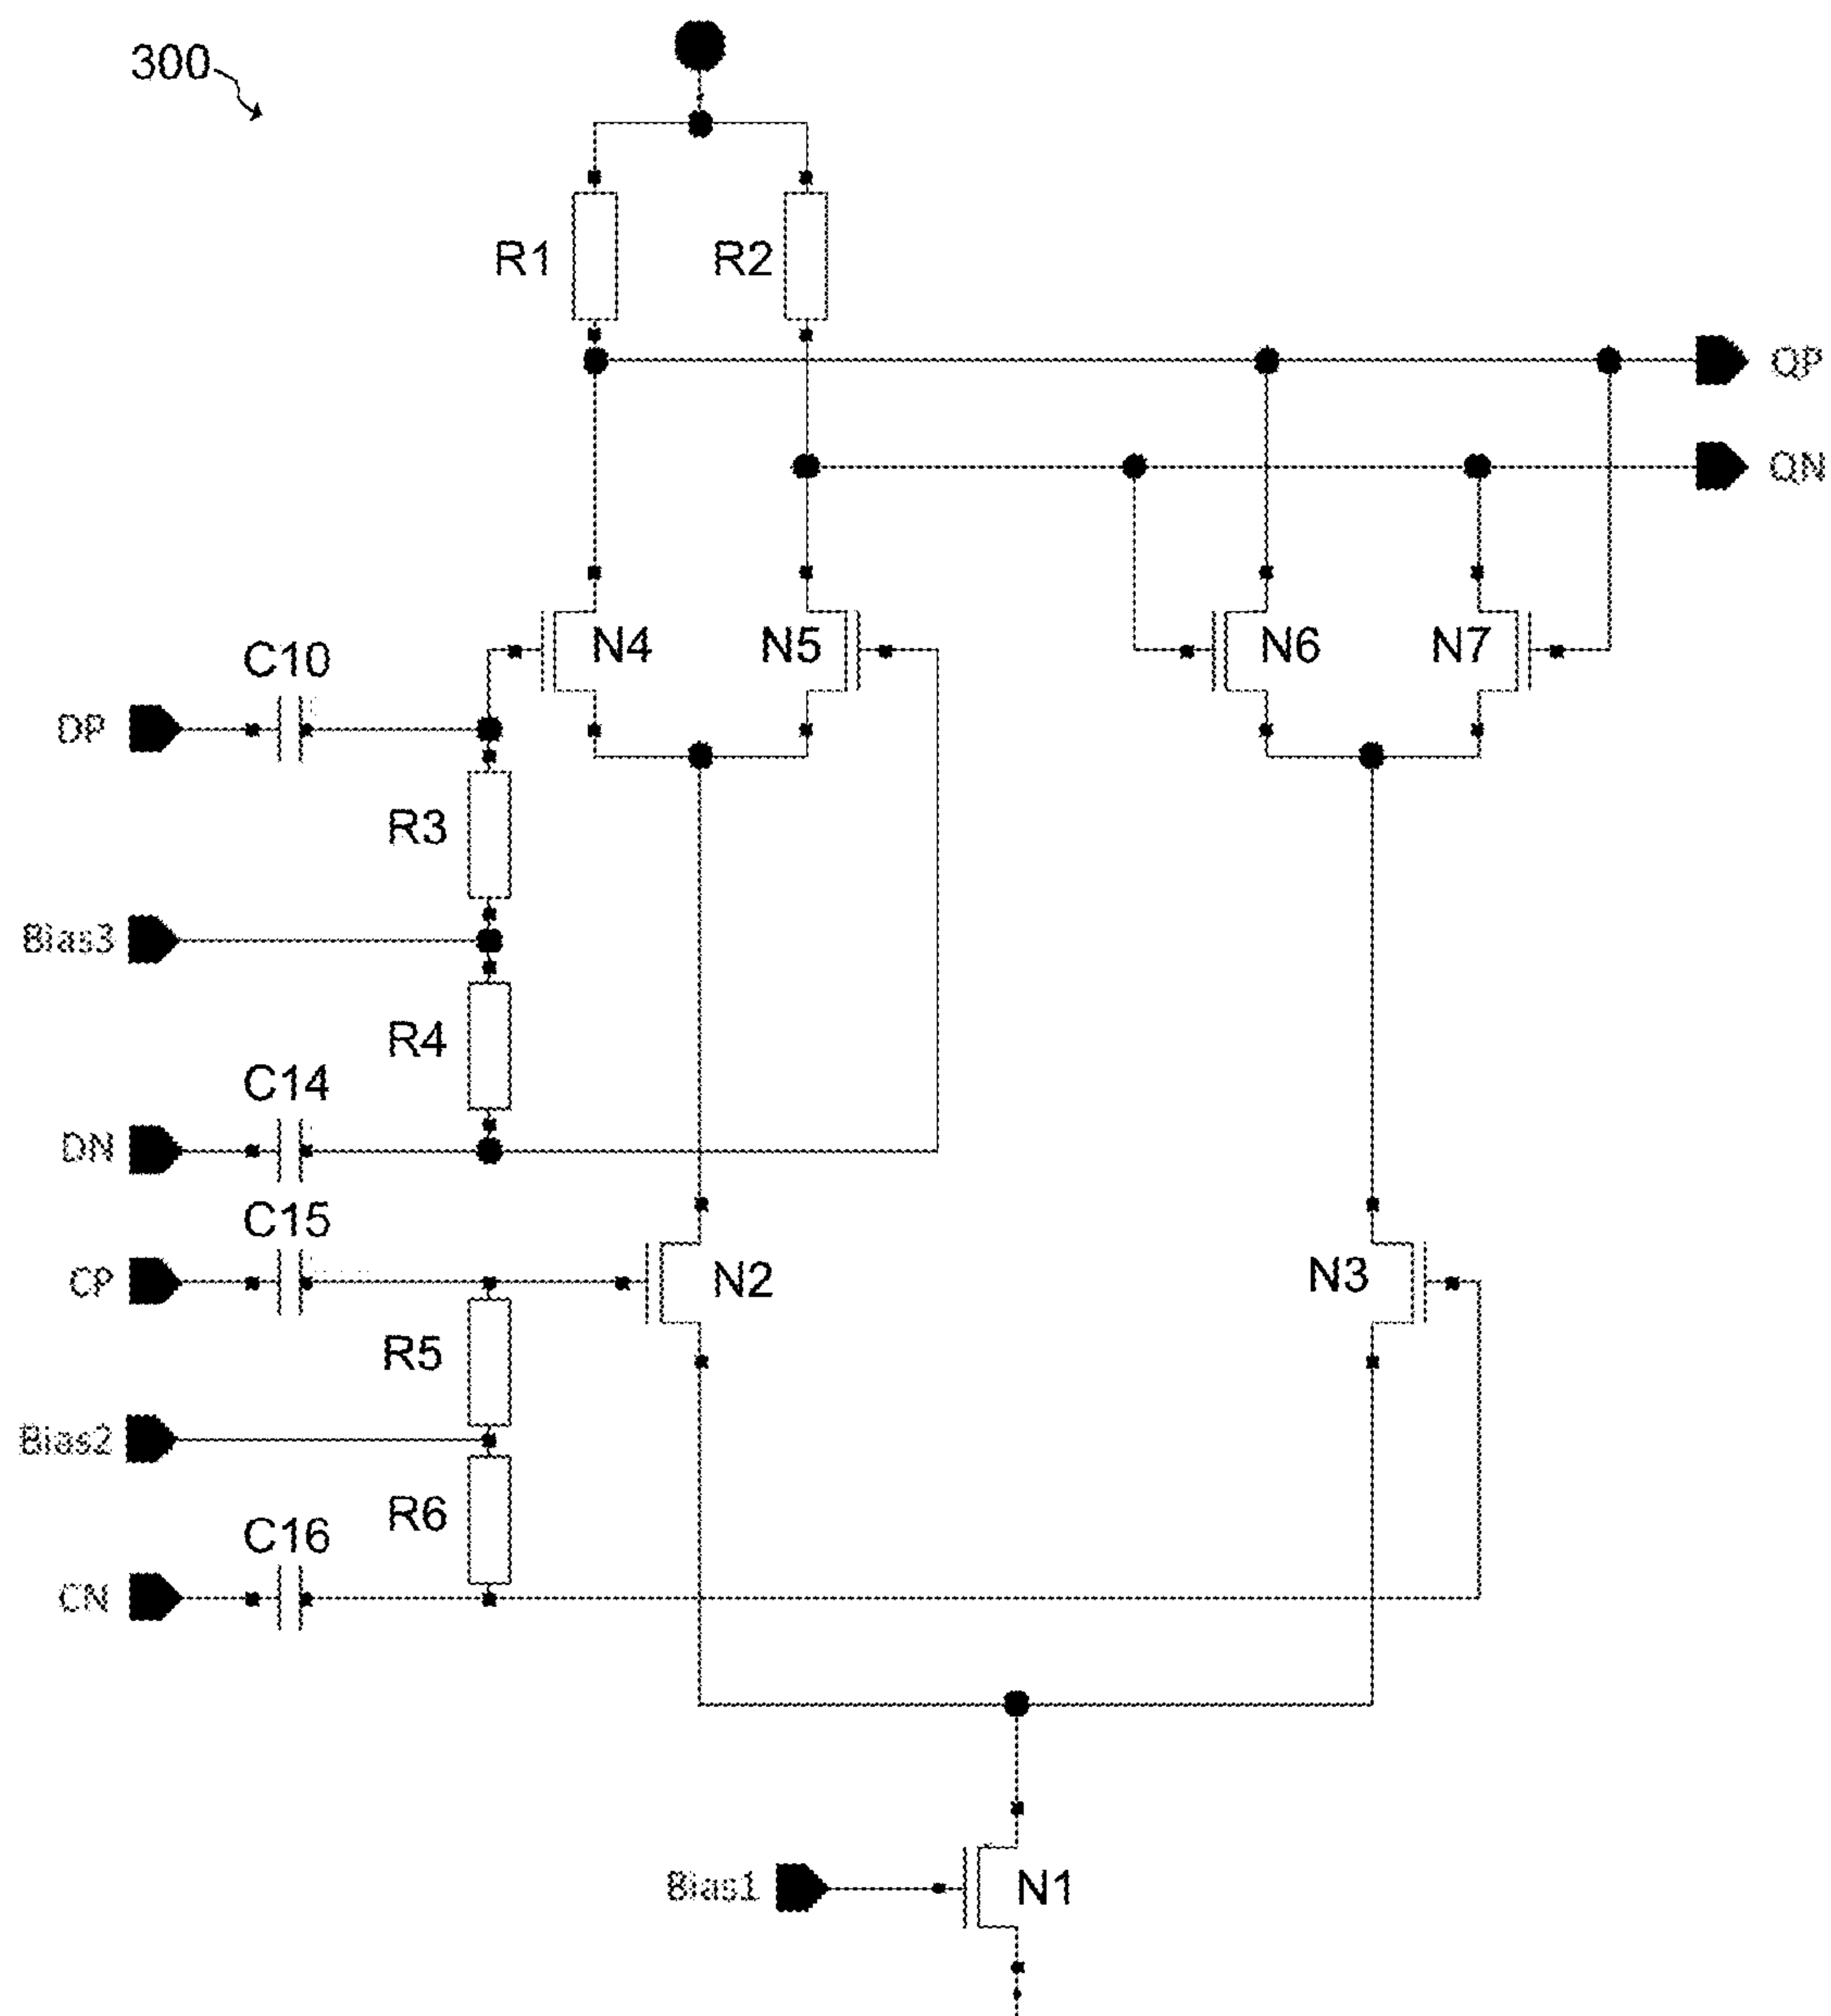 300
R1
R2
QP
QN
N4
N5
N6
N7
C10
DP
R3
Bias3
R4
C14
DN
C15
CP
N2
N3
R5
Bias2
R6
C16
CN
Bias1
N1